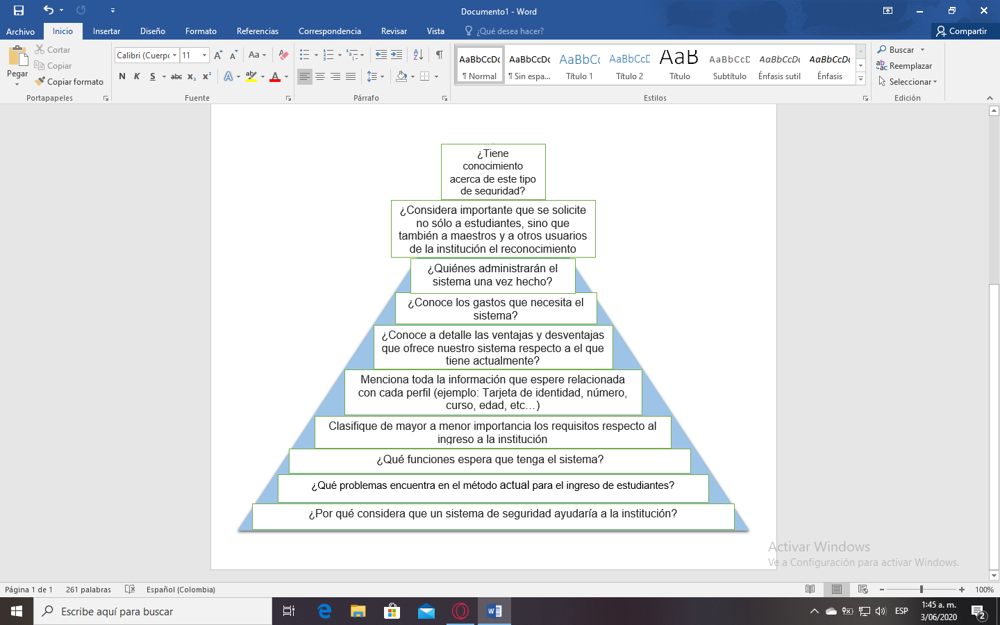 Documento1 - Word
Archivo
Inicio
Insertar
Diseño
Formato
Referencias
Correspondencia
Revisar
Vista
¿Qué desea hacer?
Compartir
Pegar
Cortar
Copiar
Copiar formato
Portapapeles
Calibri (Cuerpo
11
Aa
N K S abc x₂ x²
A
Fuente
Párrafo
AaBbCcDc
¶ Normal
AaBbCcDc
¶ Sin espa...
AaBbCc
Título 1
AaBbCcD
Título 2
AaB
Título
AaBbCcD
Subtítulo
AaBbCcDc
Énfasis sutil
AaBbCcDc
Énfasis
Estilos
Buscar
Reemplazar
Seleccionar
Edición
¿Tiene
conocimiento
acerca de este tipo
de seguridad?
¿Considera importante que se solicite
no sólo a estudiantes, sino que
también a maestros y a otros usuarios
de la institución el reconocimiento
¿Quiénes administrarán el
sistema una vez hecho?
¿Conoce los gastos que necesita el
sistema?
¿Conoce a detalle las ventajas y desventajas
que ofrece nuestro sistema respecto a el que
tiene actualmente?
Menciona toda la información que espere relacionada
con cada perfil (ejemplo: Tarjeta de identidad, número,
curso, edad, etc…)
Clasifique de mayor a menor importancia los requisitos respecto al
ingreso a la institución
¿Qué funciones espera que tenga el sistema?
¿Qué problemas encuentra en el método actual para el ingreso de estudiantes?
¿Por qué considera que un sistema de seguridad ayudaría a la institución?
Activar Windows
Ve a Configuración para activar Windows.
Página 1 de 1
261 palabras
Español (Colombia)
100%
Escribe aquí para buscar
ESP
1:45 a. m.
3/06/2020
2